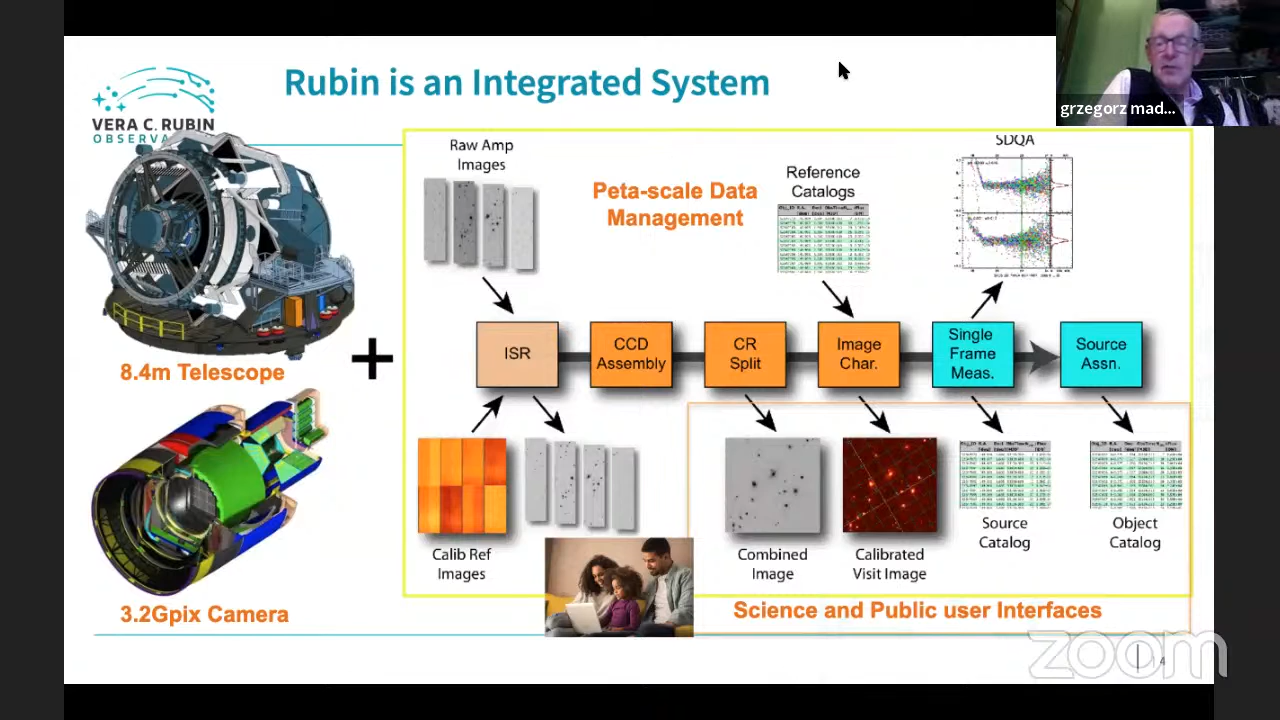 Rubin is an Integrated System
grzegorz mad...
VERA C. RUBIN
Raw Amp
Images
Peta-scale Data
Management
Reference
Catalogs
SDQA
8.4m Telescope
+
ISR
CCD
Assembly
CR
Split
Image
Char.
Single
Frame
Meas.
Source
Assn.
3.2Gpix Camera
Calib Ref
Images
Combined
Image
Calibrated
Visit Image
Source
Catalog
Object
Catalog
Science and Public user Interfaces
zoom